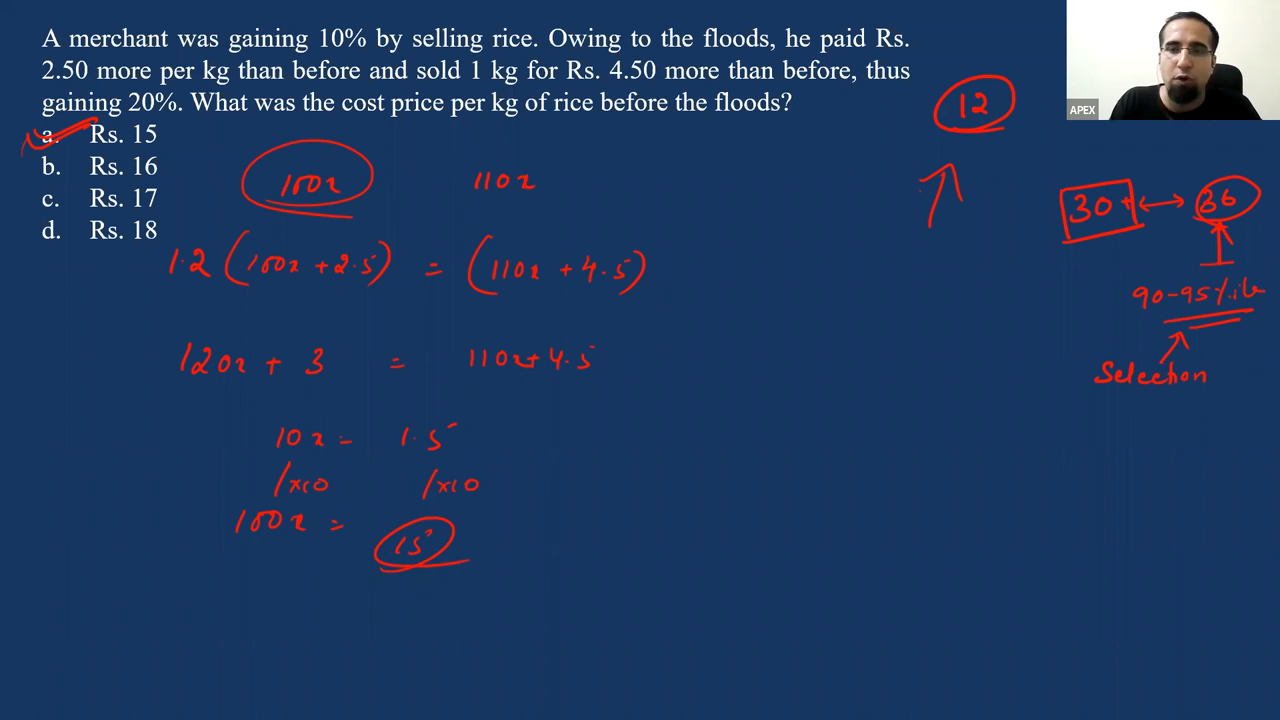 A merchant was gaining 10% by selling rice. Owing to the floods, he paid Rs.
2.50 more per kg than before and sold 1 kg for Rs. 4.50 more than before, thus
gaining 20%. What was the cost price per kg of rice before the floods?
a. Rs. 15
b. Rs. 16
c. Rs. 17
d. Rs. 18
100x 110x
1.2 (100x + 2.5) = (110x + 4.5)
120x + 3 = 110x + 4.5
10x = 1.5
/x10 /x10
100x = 15
12
APEX
30+ ↔ 36
90-95%ile
Selection